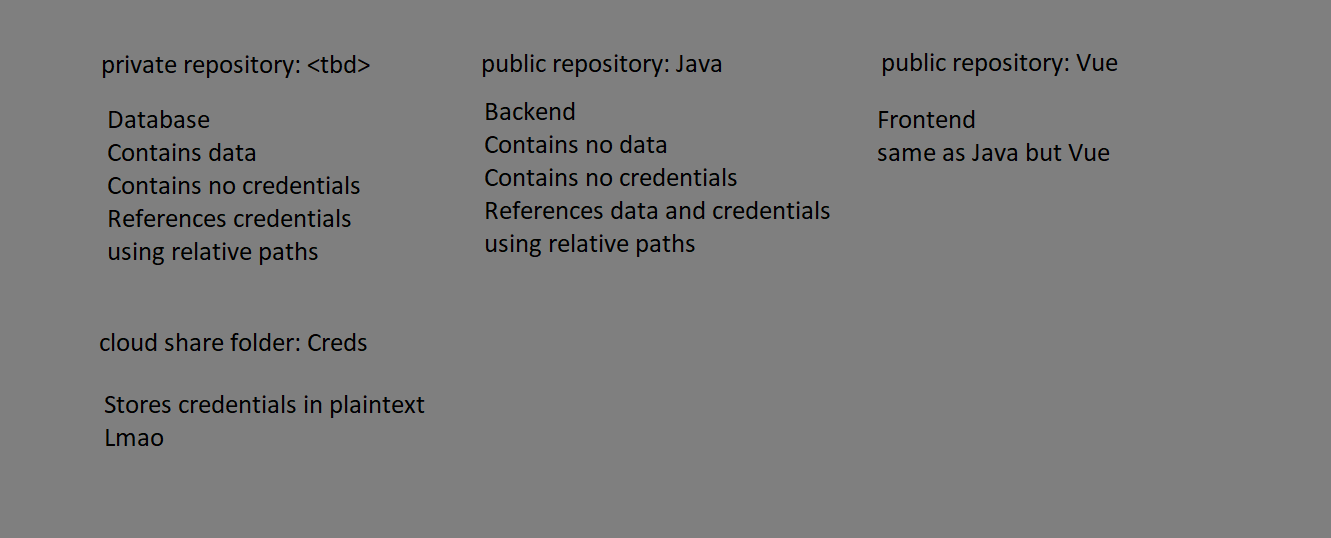 private repository: <tbd>
Database
Contains data
Contains no credentials
References credentials
using relative paths
public repository: Java
Backend
Contains no data
Contains no credentials
References data and credentials
using relative paths
public repository: Vue
Frontend
same as Java but Vue
cloud share folder: Creds
Stores credentials in plaintext
Lmao